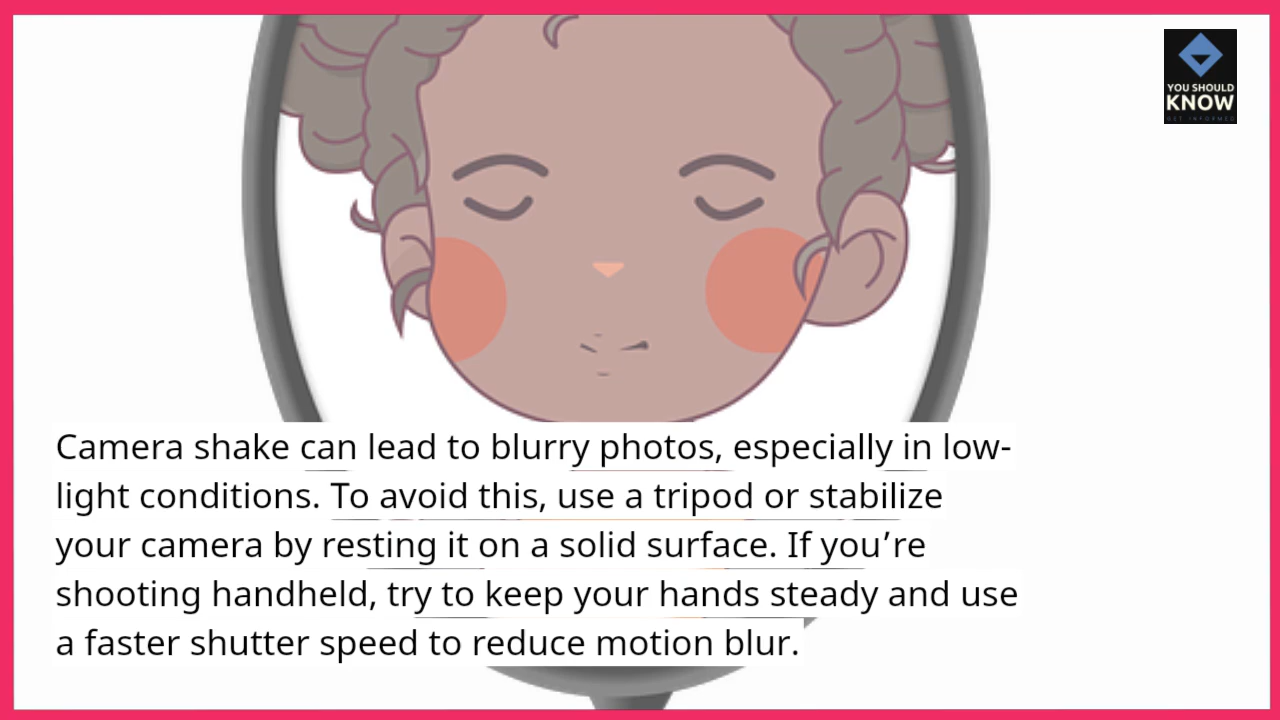 YOU SHOULD
KNOW
GET INFORMED
Camera shake can lead to blurry photos, especially in low-
light conditions. To avoid this, use a tripod or stabilize
your camera by resting it on a solid surface. If you’re
shooting handheld, try to keep your hands steady and use
a faster shutter speed to reduce motion blur.